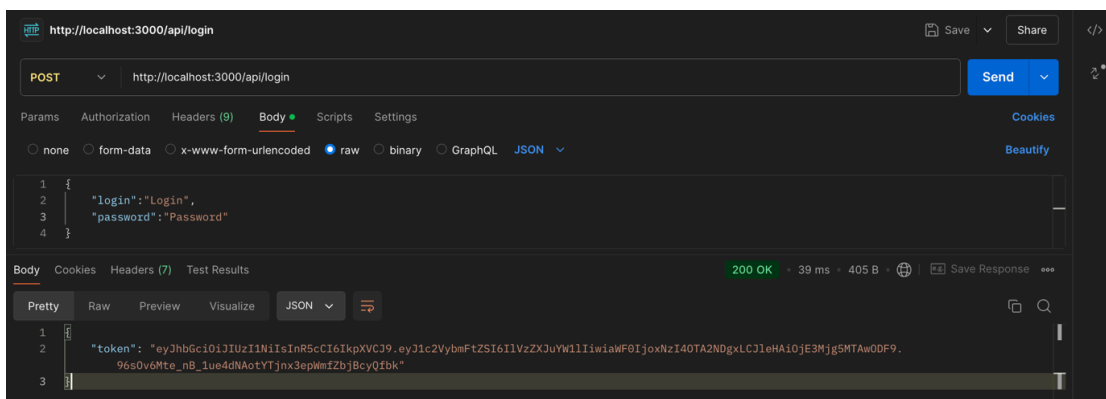 HTTP http://localhost:3000/api/login Save Share </>
POST http://localhost:3000/api/login Send
Params Authorization Headers (9) Body Scripts Settings Cookies
none form-data x-www-form-urlencoded raw binary GraphQL JSON Beautify
1 {
2 "login":"Login",
3 "password":"Password"
4 }
Body Cookies Headers (7) Test Results 200 OK 39 ms 405 B Save Response
Pretty Raw Preview Visualize JSON
1 {
2 "token": "eyJhbGciOiJIUzI1NiIsInR5cCI6IkpXVCJ9.eyJ1c2VybmFtZSI6IlVzZXJuYW1lIiwiaWF0IjoxNzI4OTA2NDgxLCJleHAiOjE3Mjg5MTAwODF9.
96sOv6Mte_nB_1ue4dNAotYTjnx3epWmfZbjBcyQfbk"
3 }